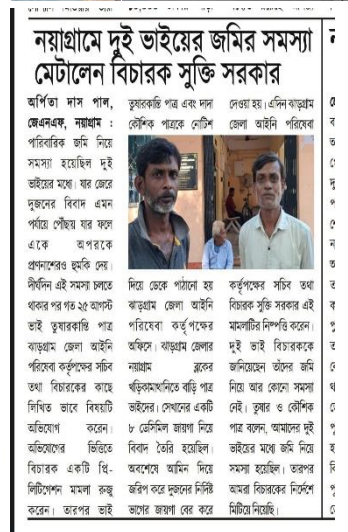 নয়াগ্রামে দুই ভাইয়ের জমির সমস্যা
মেটালেন বিচারক সুক্তি সরকার
অর্পিতা দাস পাল,
জেএনএফ, নয়াগ্রাম :
পারিবারিক জমি নিয়ে
সমস্যা হয়েছিল দুই
ভাইয়ের মধ্যে। যার জেরে
দুজনের বিবাদ এমন
পর্যায়ে পৌঁছায় যার ফলে
একে অপরকে
প্রণনাশেরও হুমকি দেয়।
দীর্ঘদিন এই সমস্যা চলতে
থাকার পর গত ২৫ আগস্ট
ভাই তুষারকান্তি পাত্র
ঝাড়গ্রাম জেলা আইনি
পরিষেবা কর্তৃপক্ষের সচিব
তথা বিচারকের কাছে
লিখিত ভাবে বিষয়টি
অভিযোগ করেন।
অভিযোগের ভিত্তিতে
বিচারক একটি প্রি-
লিটিগেশন মামলা রুজু
করেন। তারপর ভাই
তুষারকান্তি পাত্র এবং দাদা
কৌশিক পাত্রকে নোটিশ
দিয়ে ডেকে পাঠানো হয়
ঝাড়গ্রাম জেলা আইনি
পরিষেবা কর্তৃপক্ষের
অফিসে। ঝাড়গ্রাম জেলার
নয়াগ্রাম ব্লকের
খড়িকামাথানিতে বাড়ি পাত্র
ভাইদের। সেখানের একটি
৮ ডেসিমিল জায়গা নিয়ে
বিবাদ তৈরি হয়েছিল।
অবশেষে আমিন দিয়ে
জরিপ করে দুজনের নির্দিষ্ট
ভাগের জায়গা বের করে
দেওয়া হয়। এদিন ঝাড়গ্রাম
জেলা আইনি পরিষেবা
কর্তৃপক্ষের সচিব তথা
বিচারক সুক্তি সরকার এই
মামলাটির নিষ্পত্তি করেন।
দুই ভাই বিচারককে
জানিয়েছেন তাঁদের জমি
নিয়ে আর কোনো সমস্যা
নেই। তুষার ও কৌশিক
পাত্র বলেন, আমাদের দুই
ভাইয়ের মধ্যে জমি নিয়ে
সমস্যা হয়েছিল। তারপর
আমরা বিচারকের নির্দেশে
মিটিয়ে নিয়েছি।